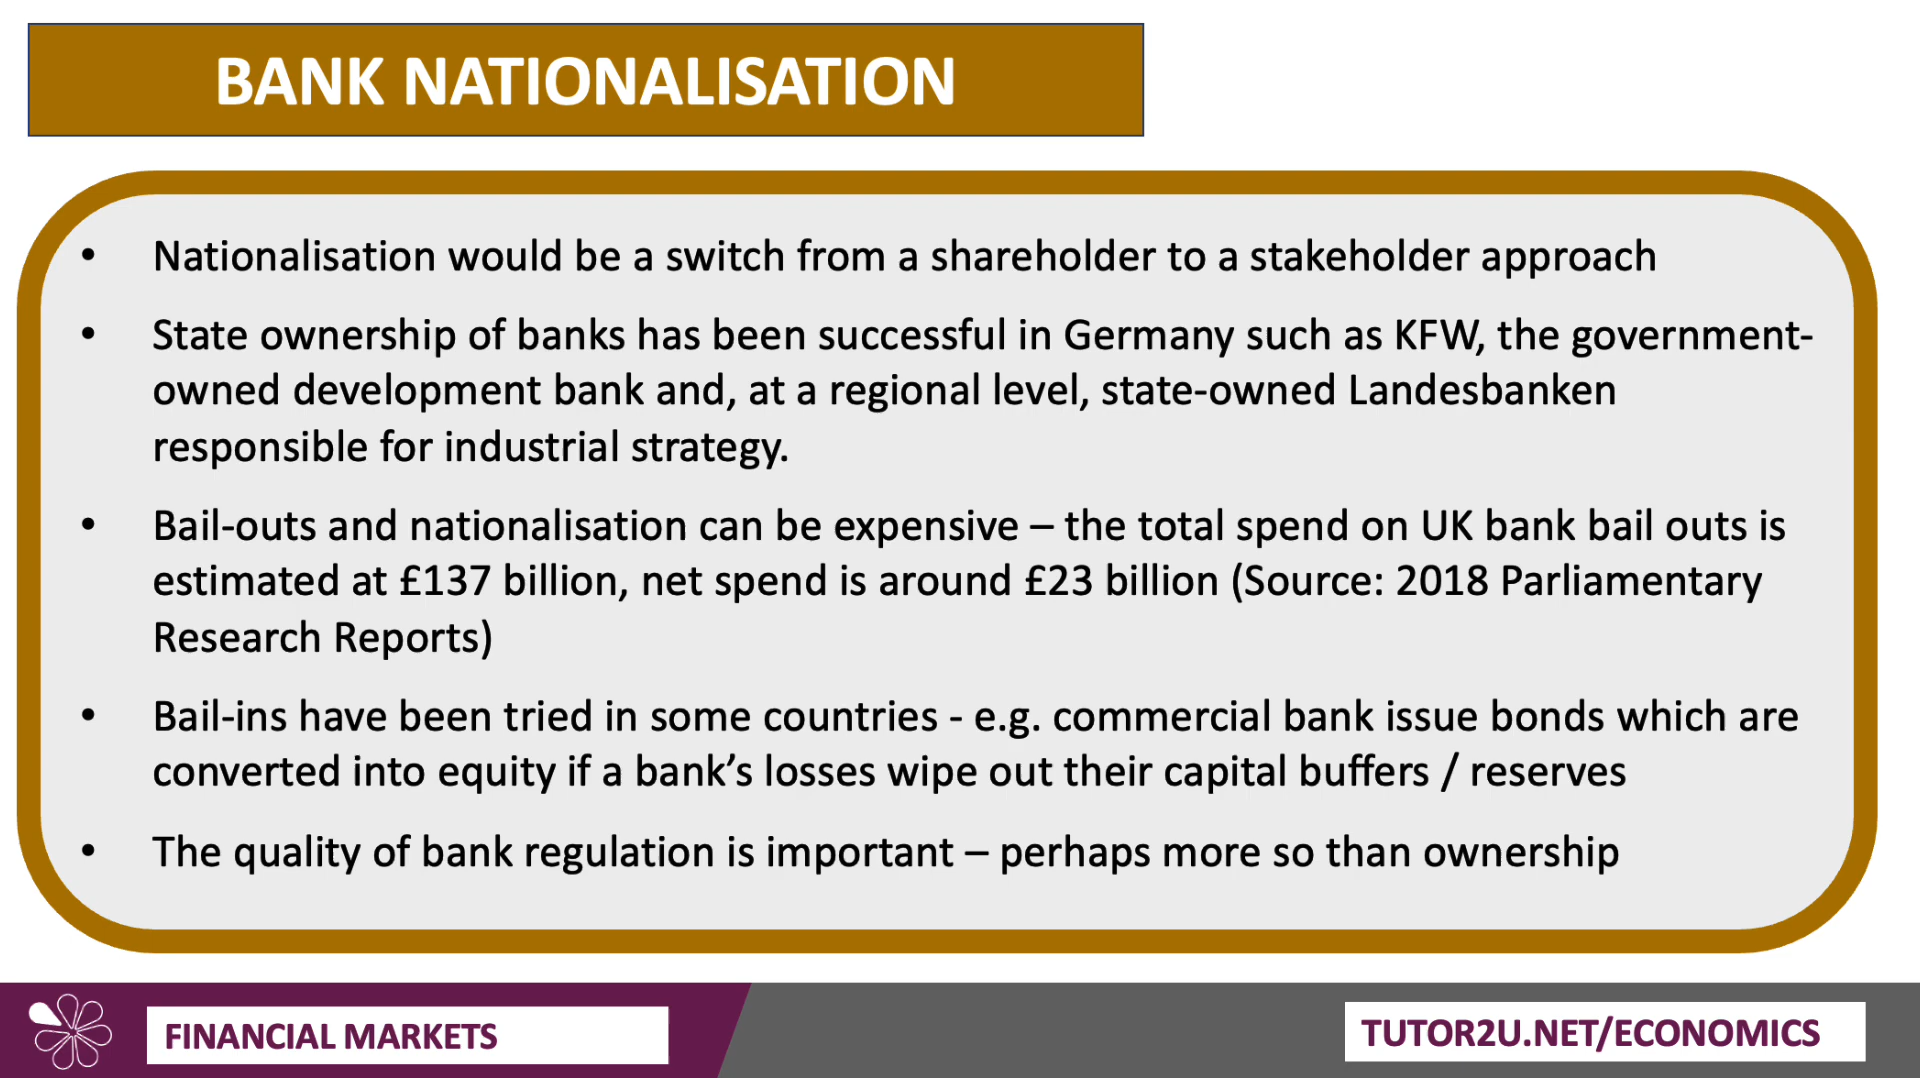 BANK NATIONALISATION
• Nationalisation would be a switch from a shareholder to a stakeholder approach
• State ownership of banks has been successful in Germany such as KFW, the government-
owned development bank and, at a regional level, state-owned Landesbanken
responsible for industrial strategy.
• Bail-outs and nationalisation can be expensive – the total spend on UK bank bail outs is
estimated at £137 billion, net spend is around £23 billion (Source: 2018 Parliamentary
Research Reports)
• Bail-ins have been tried in some countries - e.g. commercial bank issue bonds which are
converted into equity if a bank’s losses wipe out their capital buffers / reserves
• The quality of bank regulation is important – perhaps more so than ownership
FINANCIAL MARKETS
TUTOR2U.NET/ECONOMICS